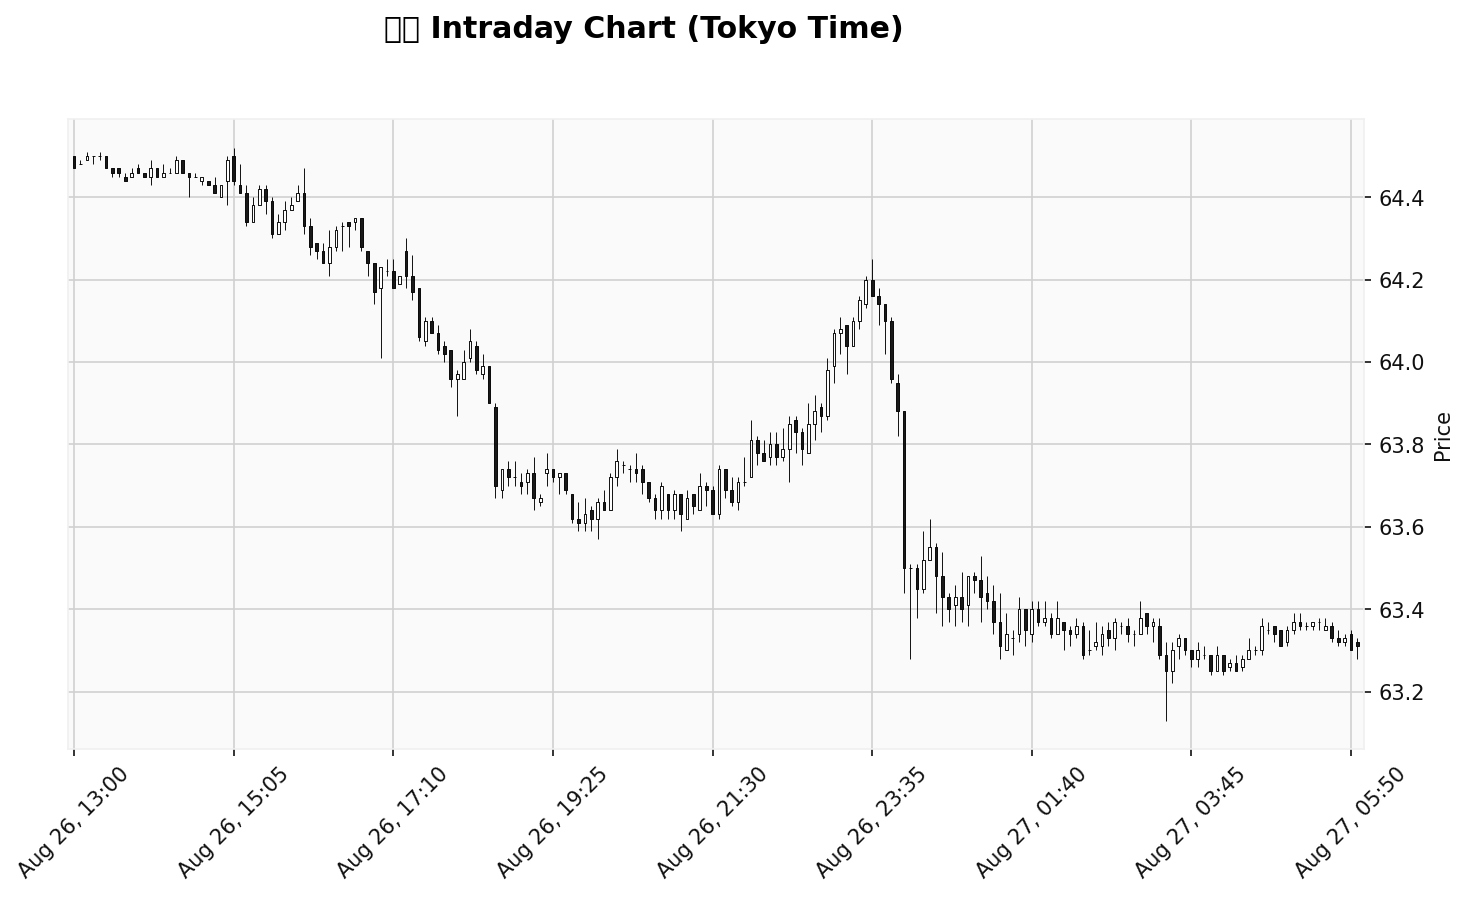 Intraday Chart (Tokyo Time)
64.4
64.2
64.0
63.8
63.6
63.4
63.2
Price
Aug 26, 13:00
Aug 26, 15:05
Aug 26, 17:10
Aug 26, 19:25
Aug 26, 21:30
Aug 26, 23:35
Aug 27, 01:40
Aug 27, 03:45
Aug 27, 05:50